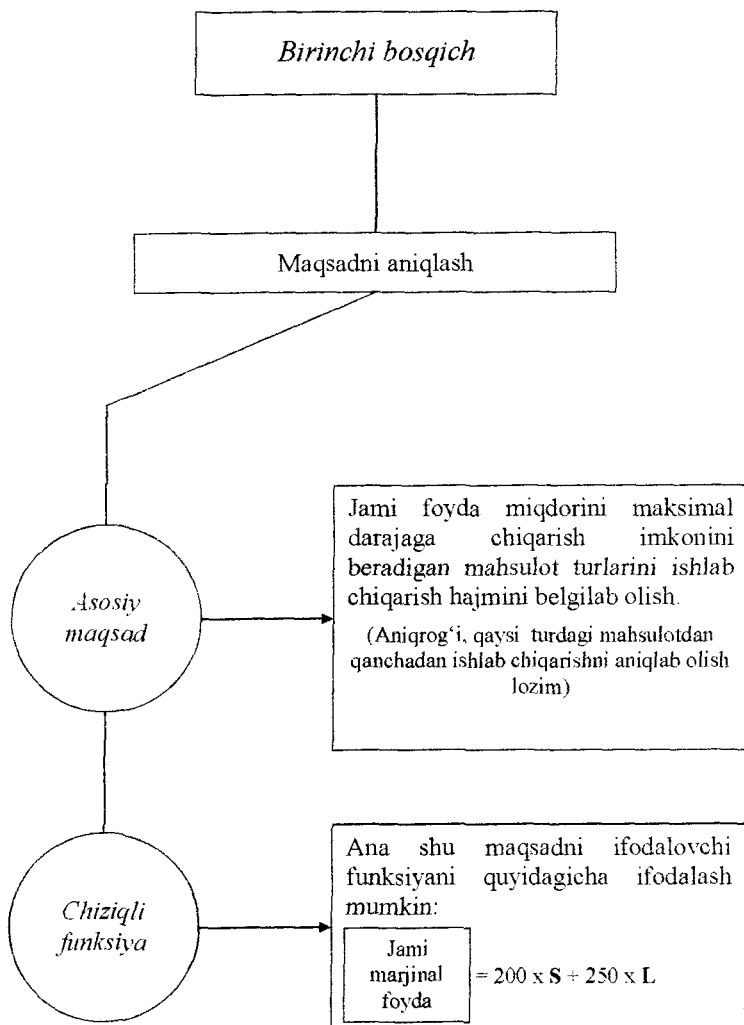 Birinchi bosqich
Maqsadni aniqlash
Asosiy
maqsad
Jami foyda miqdorini maksimal
darajaga chiqarish imkonini
beradigan mahsulot turlarini ishlab
chiqarish hajmini belgilab olish.
(Aniqrog‘i, qaysi turdagi mahsulotdan
qanchadan ishlab chiqarishni aniqlab olish
lozim)
Chiziqli
funksiya
Ana shu maqsadni ifodalovchi
funksiyani quyidagicha ifodalash
mumkin:
Jami
marjinal
foyda
= 200 x S + 250 x L